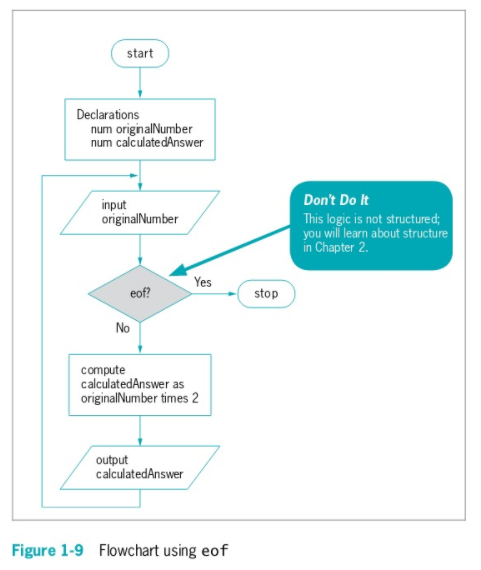 start
Declarations
num originalNumber
num calculatedAnswer
input
originalNumber
Don't Do It
This logic is not structured;
you will learn about structure
in Chapter 2.
eof?
Yes
stop
No
compute
calculatedAnswer as
originalNumber times 2
output
calculatedAnswer
Figure 1-9 Flowchart using eof